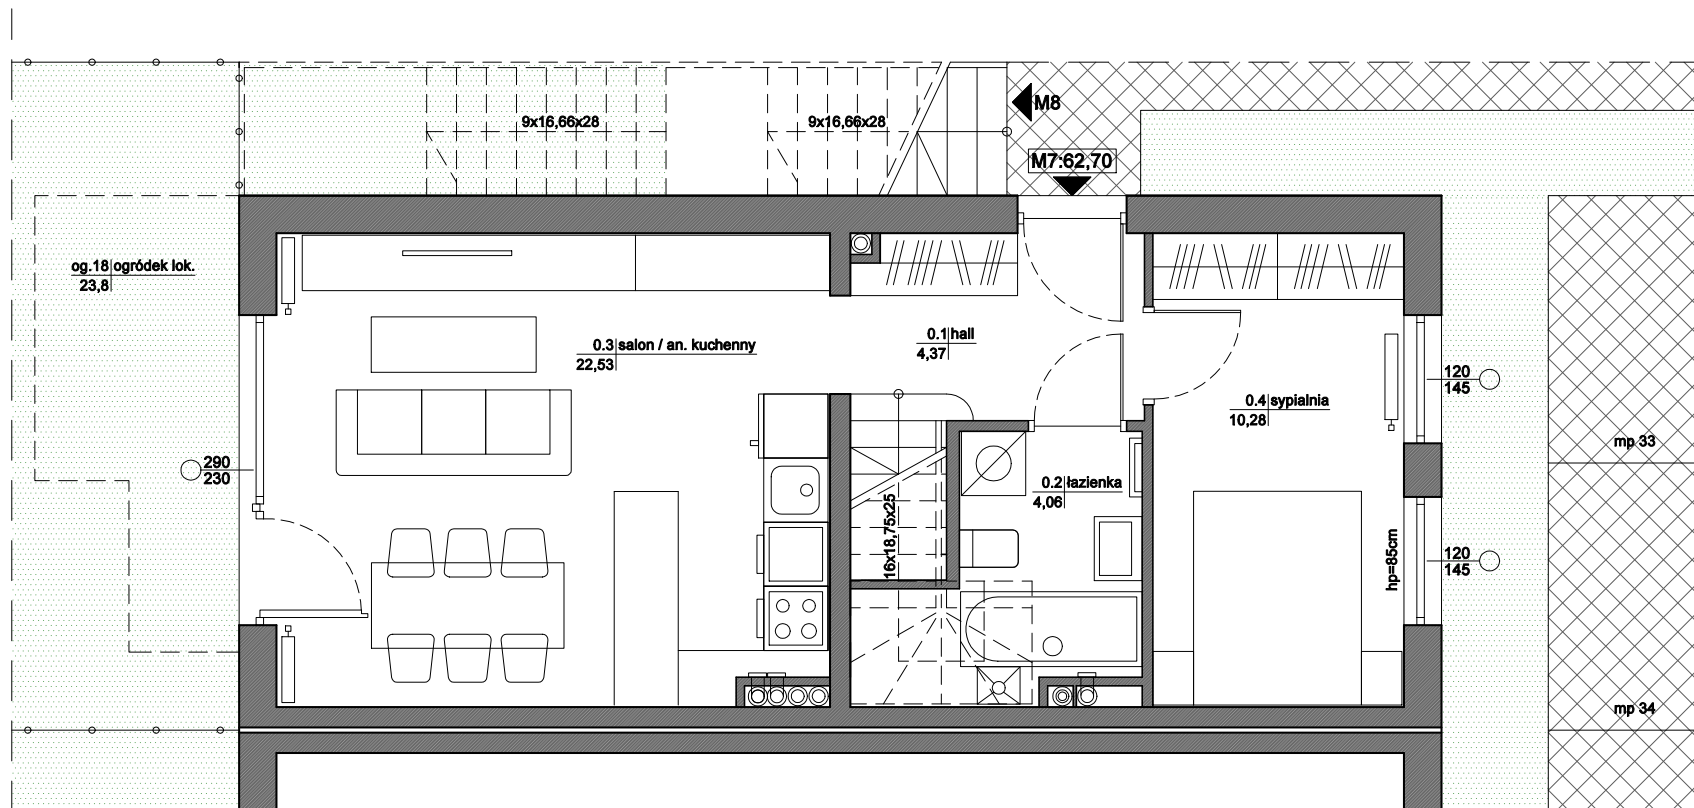 M8
9x16,66x28
9x16,66x28
M7:62,70
og.18 ogródek lok.
23,8
0.3 salon / an. kuchenny
22,53
0.1 hall
4,37
0.4 sypialnia
10,28
120
145
mp 33
290
230
0.2 łazienka
4,06
16x18,75x25
hp=85cm
120
145
mp 34